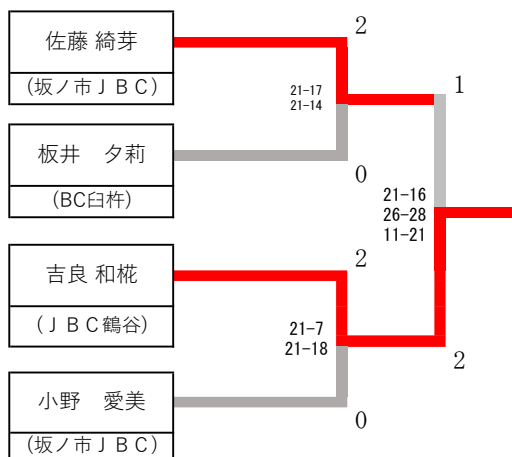 佐藤 綺芽
(坂ノ市ＪＢＣ)
板井　夕莉
(BC臼杵)
吉良 和椛
(ＪＢＣ鶴谷)
小野　愛美
(坂ノ市ＪＢＣ)
2
21-17
21-14
0
2
21-7
21-18
0
1
21-16
26-28
11-21
2